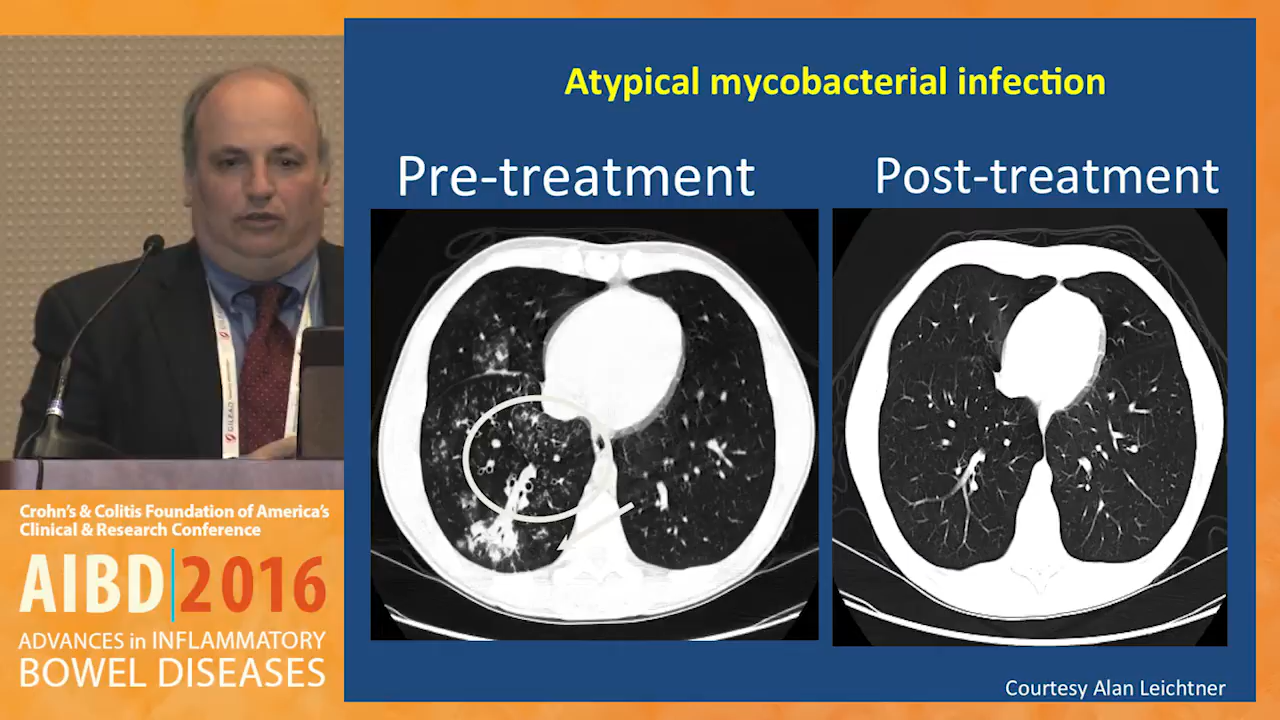 Atypical mycobacterial infection
Pre-treatment
Post-treatment
Courtesy Alan Leichtner
GILEAD
Crohn's & Colitis Foundation of America's
Clinical & Research Conference
AIBD 2016
ADVANCES in INFLAMMATORY
BOWEL DISEASES